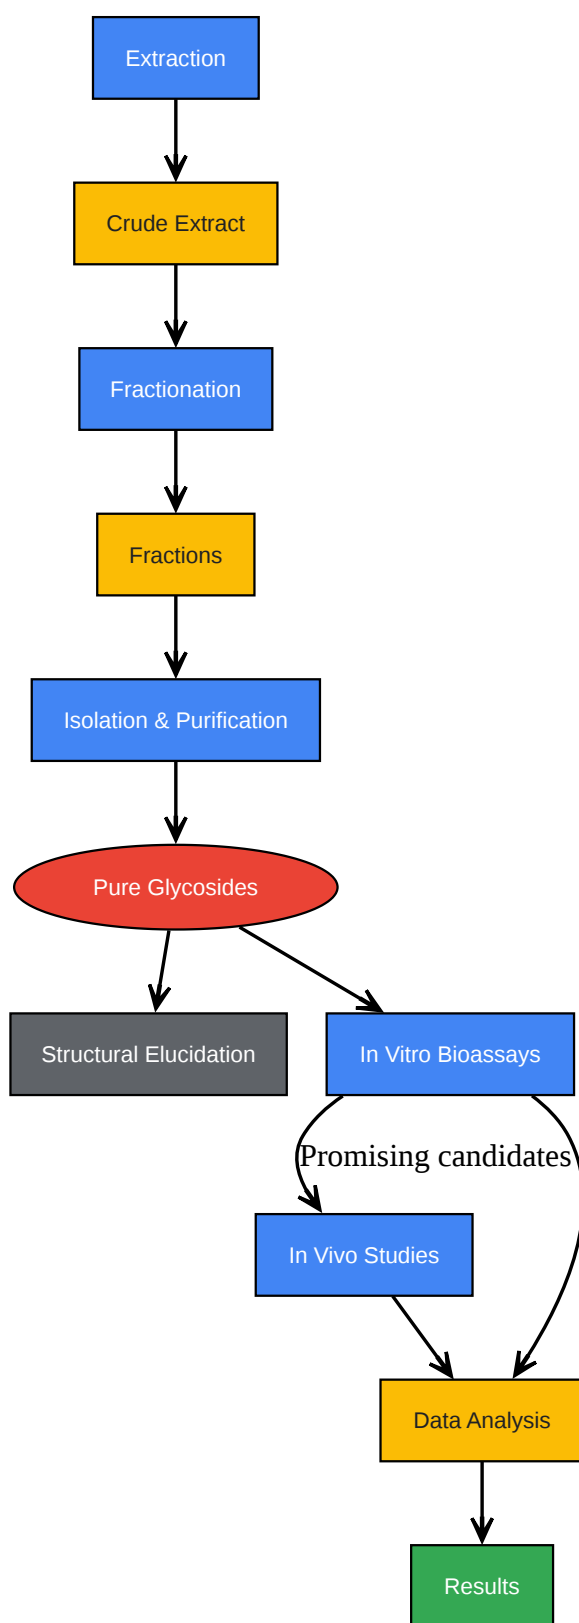 Extraction
Crude Extract
Fractionation
Fractions
Isolation & Purification
Pure Glycosides
Structural Elucidation
In Vitro Bioassays
Promising candidates
In Vivo Studies
Data Analysis
Results